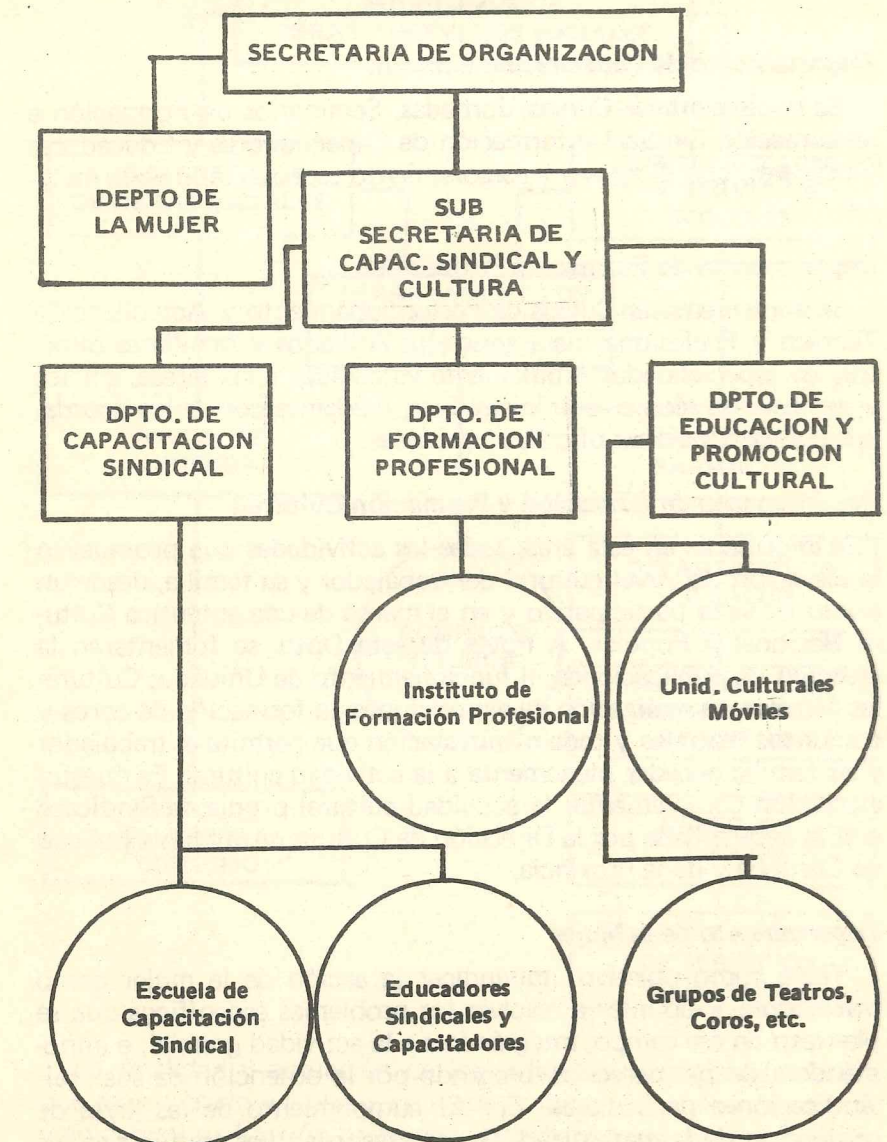 SECRETARIA DE ORGANIZACION
DEPTO DE
LA MUJER
SUB
SECRETARIA DE
CAPAC. SINDICAL Y
CULTURA
DPTO. DE
CAPACITACION
SINDICAL
DPTO. DE
FORMACION
PROFESIONAL
DPTO. DE
EDUCACION Y
PROMOCION
CULTURAL
Instituto de
Formación Profesional
Unid. Culturales
Móviles
Escuela de
Capacitación
Sindical
Educadores
Sindicales y
Capacitadores
Grupos de Teatros,
Coros, etc.